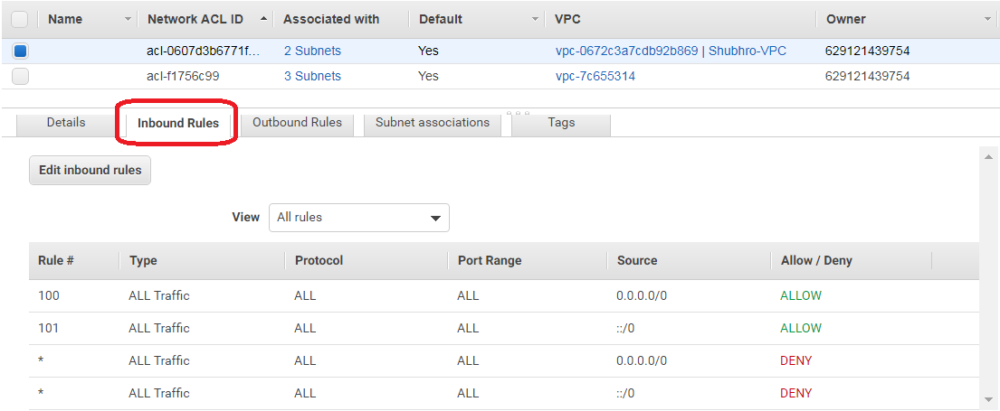 Name Network ACL ID Associated with Default VPC Owner
acl-0607d3b6771f... 2 Subnets Yes vpc-0672c3a7cdb92b869 | Shubhro-VPC 629121439754
acl-f1756c99 3 Subnets Yes vpc-7c655314 629121439754
Details Inbound Rules Outbound Rules Subnet associations Tags
Edit inbound rules
View All rules
Rule # Type Protocol Port Range Source Allow / Deny
100 ALL Traffic ALL ALL 0.0.0.0/0 ALLOW
101 ALL Traffic ALL ALL ::/0 ALLOW
* ALL Traffic ALL ALL 0.0.0.0/0 DENY
* ALL Traffic ALL ALL ::/0 DENY